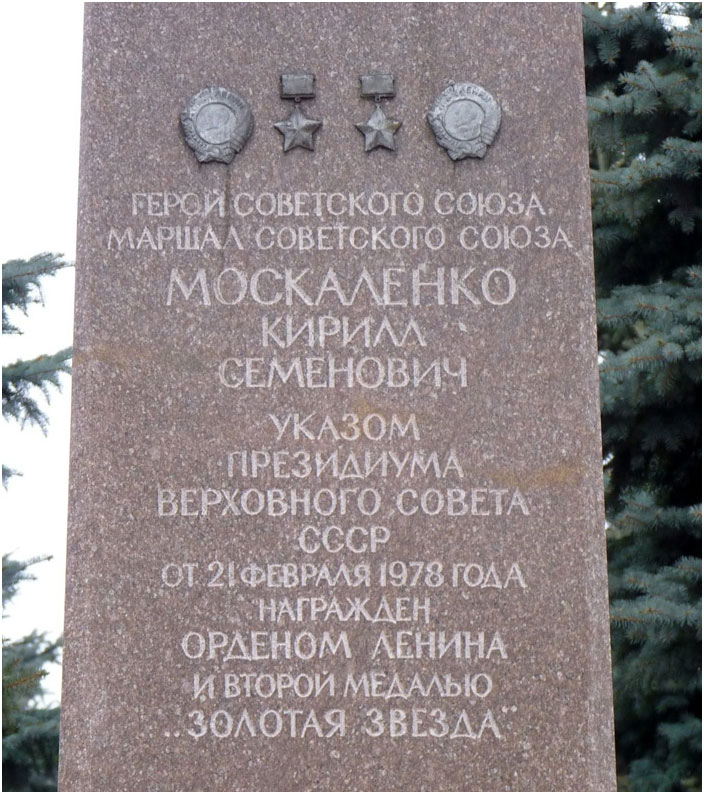 ГЕРОЙ СОВЕТСКОГО СОЮЗА
МАРШАЛ СОВЕТСКОГО СОЮЗА
МОСКАЛЕНКО
КИРИЛЛ
СЕМЕНОВИЧ
УКАЗОМ
ПРЕЗИДИУМА
ВЕРХОВНОГО СОВЕТА
СССР
ОТ 21 ФЕВРАЛЯ 1978 ГОДА
НАГРАЖДЕН
ОРДЕНОМ ЛЕНИНА
И ВТОРОЙ МЕДАЛЬЮ
„ЗОЛОТАЯ ЗВЕЗДА"